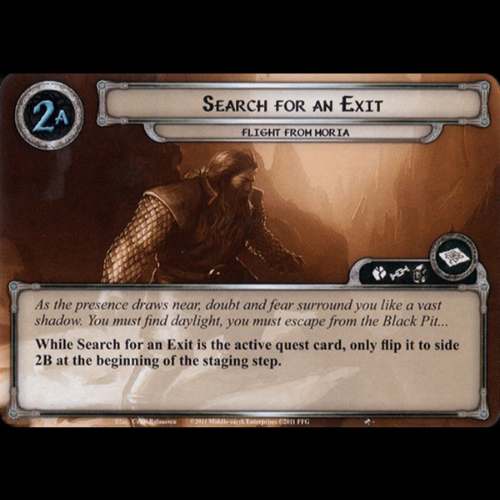 2A
SEARCH FOR AN EXIT
FLIGHT FROM MORIA
As the presence draws near, doubt and fear surround you like a vast
shadow. You must find daylight, you must escape from the Black Pit...
While Search for an Exit is the active quest card, only flip it to side
2B at the beginning of the staging step.
©2011 Middle-earth Enterprises ©2011 FFG